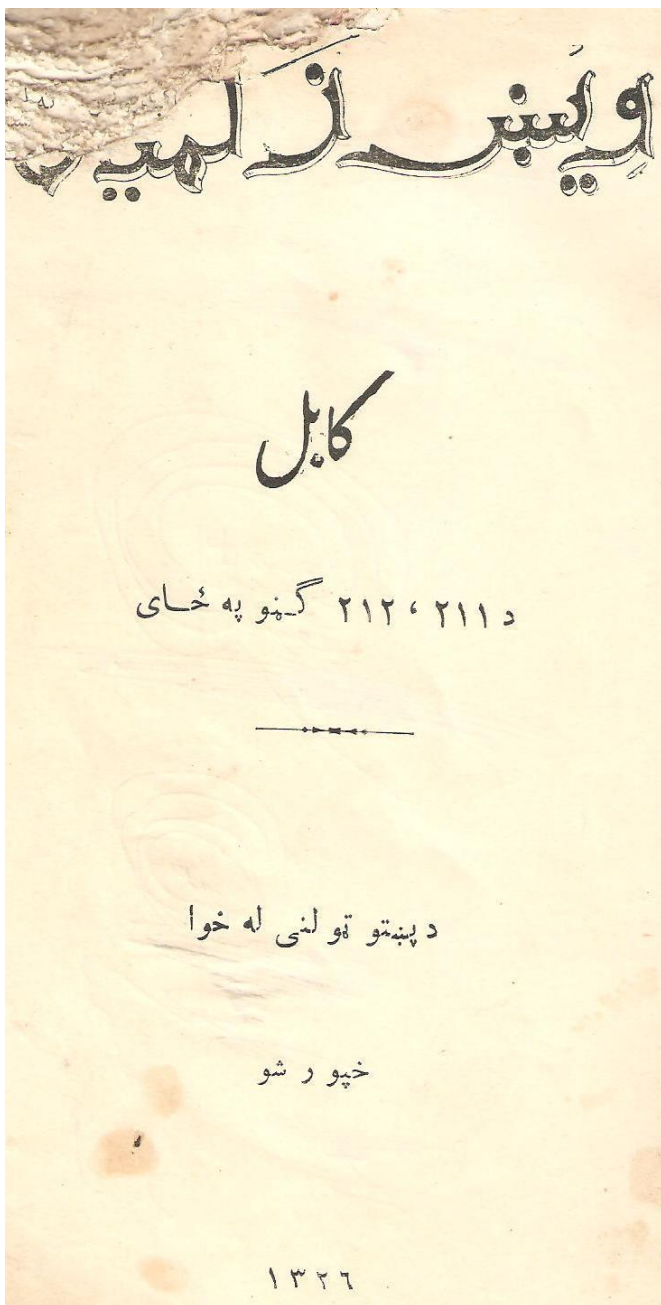 ویښ زلمیان
کابل
د ۲۱۱ ، ۲۱۲ گڼو په ځای
د پښتو ټولنی له خوا
خپور شو
۱۳۲۶